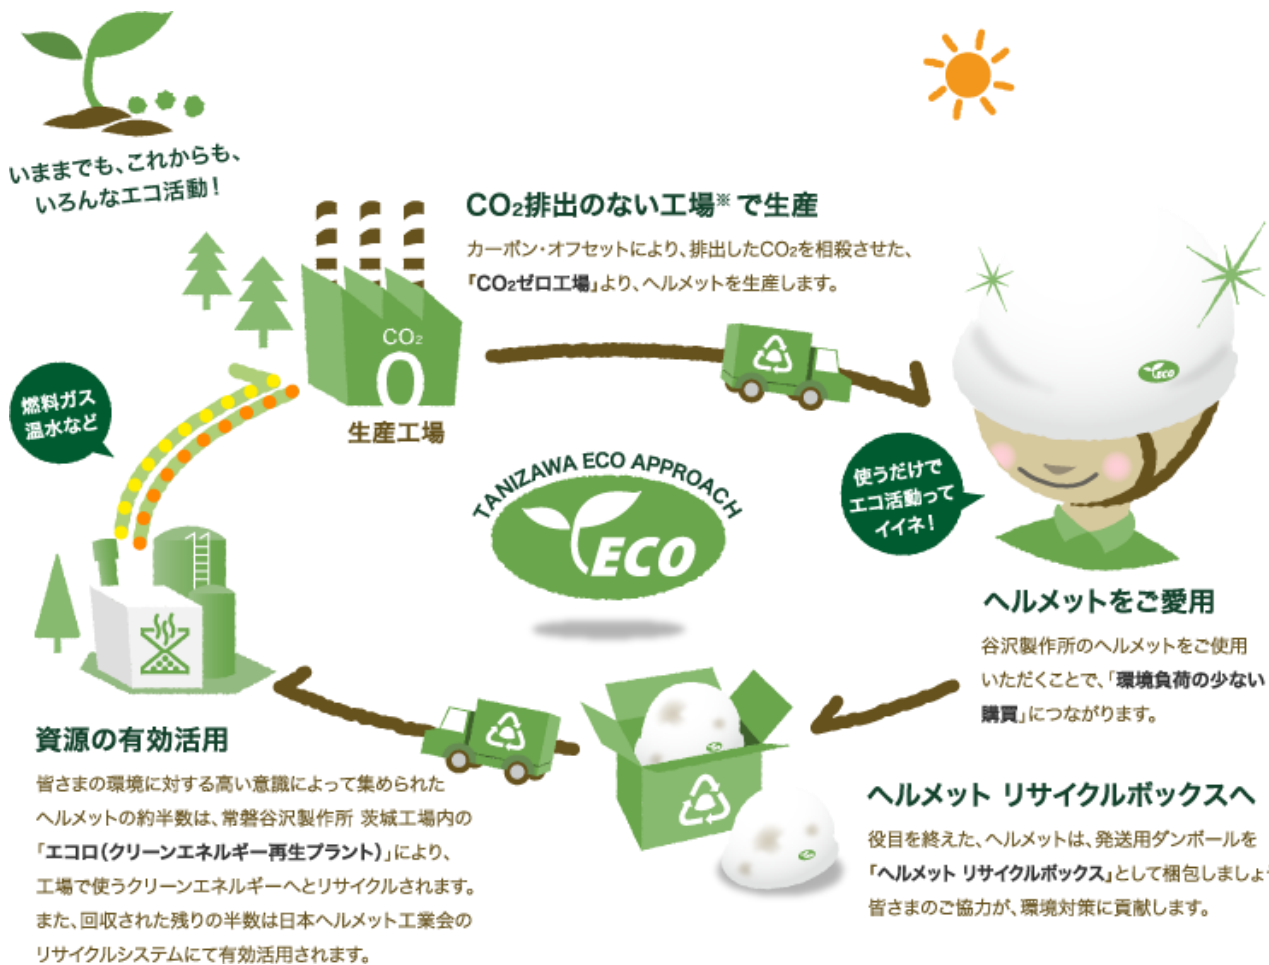 いままでも、これからも、
いろんなエコ活動！
CO₂排出のない工場※で生産
カーボン・オフセットにより、排出したCO₂を相殺させた、
「CO₂ゼロ工場」より、ヘルメットを生産します。
CO₂
0
生産工場
燃料ガス
温水など
TANIZAWA ECO APPROACH
ECO
ECO
使うだけで
エコ活動って
イイネ！
ヘルメットをご愛用
谷沢製作所のヘルメットをご使用
いただくことで、「環境負荷の少ない
購買」につながります。
ヘルメット リサイクルボックスへ
役目を終えた、ヘルメットは、発送用ダンボールを
「ヘルメット リサイクルボックス」として梱包しましょ
皆さまのご協力が、環境対策に貢献します。
資源の有効活用
皆さまの環境に対する高い意識によって集められた
ヘルメットの約半数は、常磐谷沢製作所 茨城工場内の
「エコロ（クリーンエネルギー再生プラント）」により、
工場で使うクリーンエネルギーへとリサイクルされます。
また、回収された残りの半数は日本ヘルメット工業会の
リサイクルシステムにて有効活用されます。